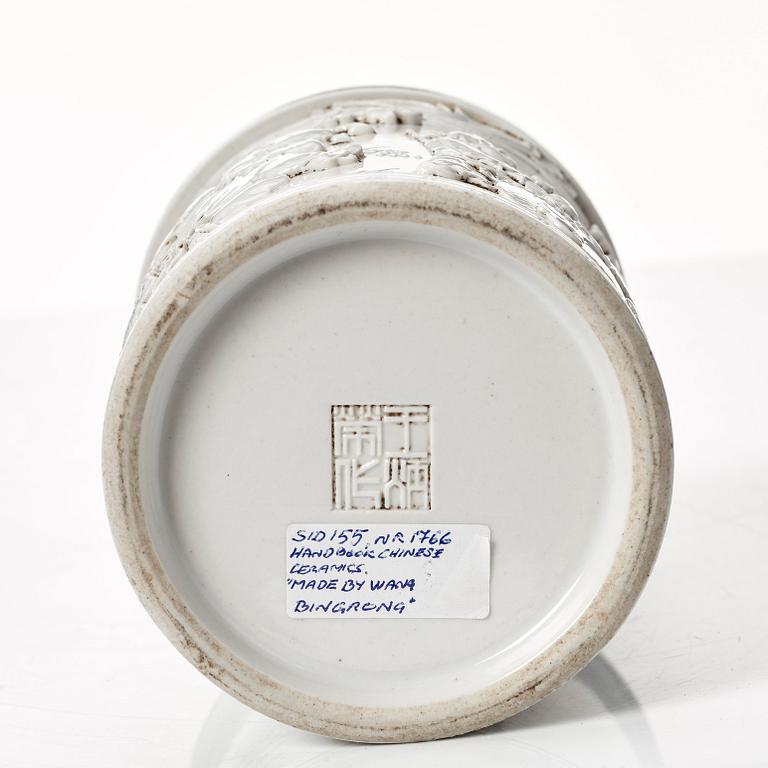 王炳
榮作
SID 155, NR 1766
HANDBOOK CHINESE
CERAMICS.
"MADE BY WANG
BINGRONG"